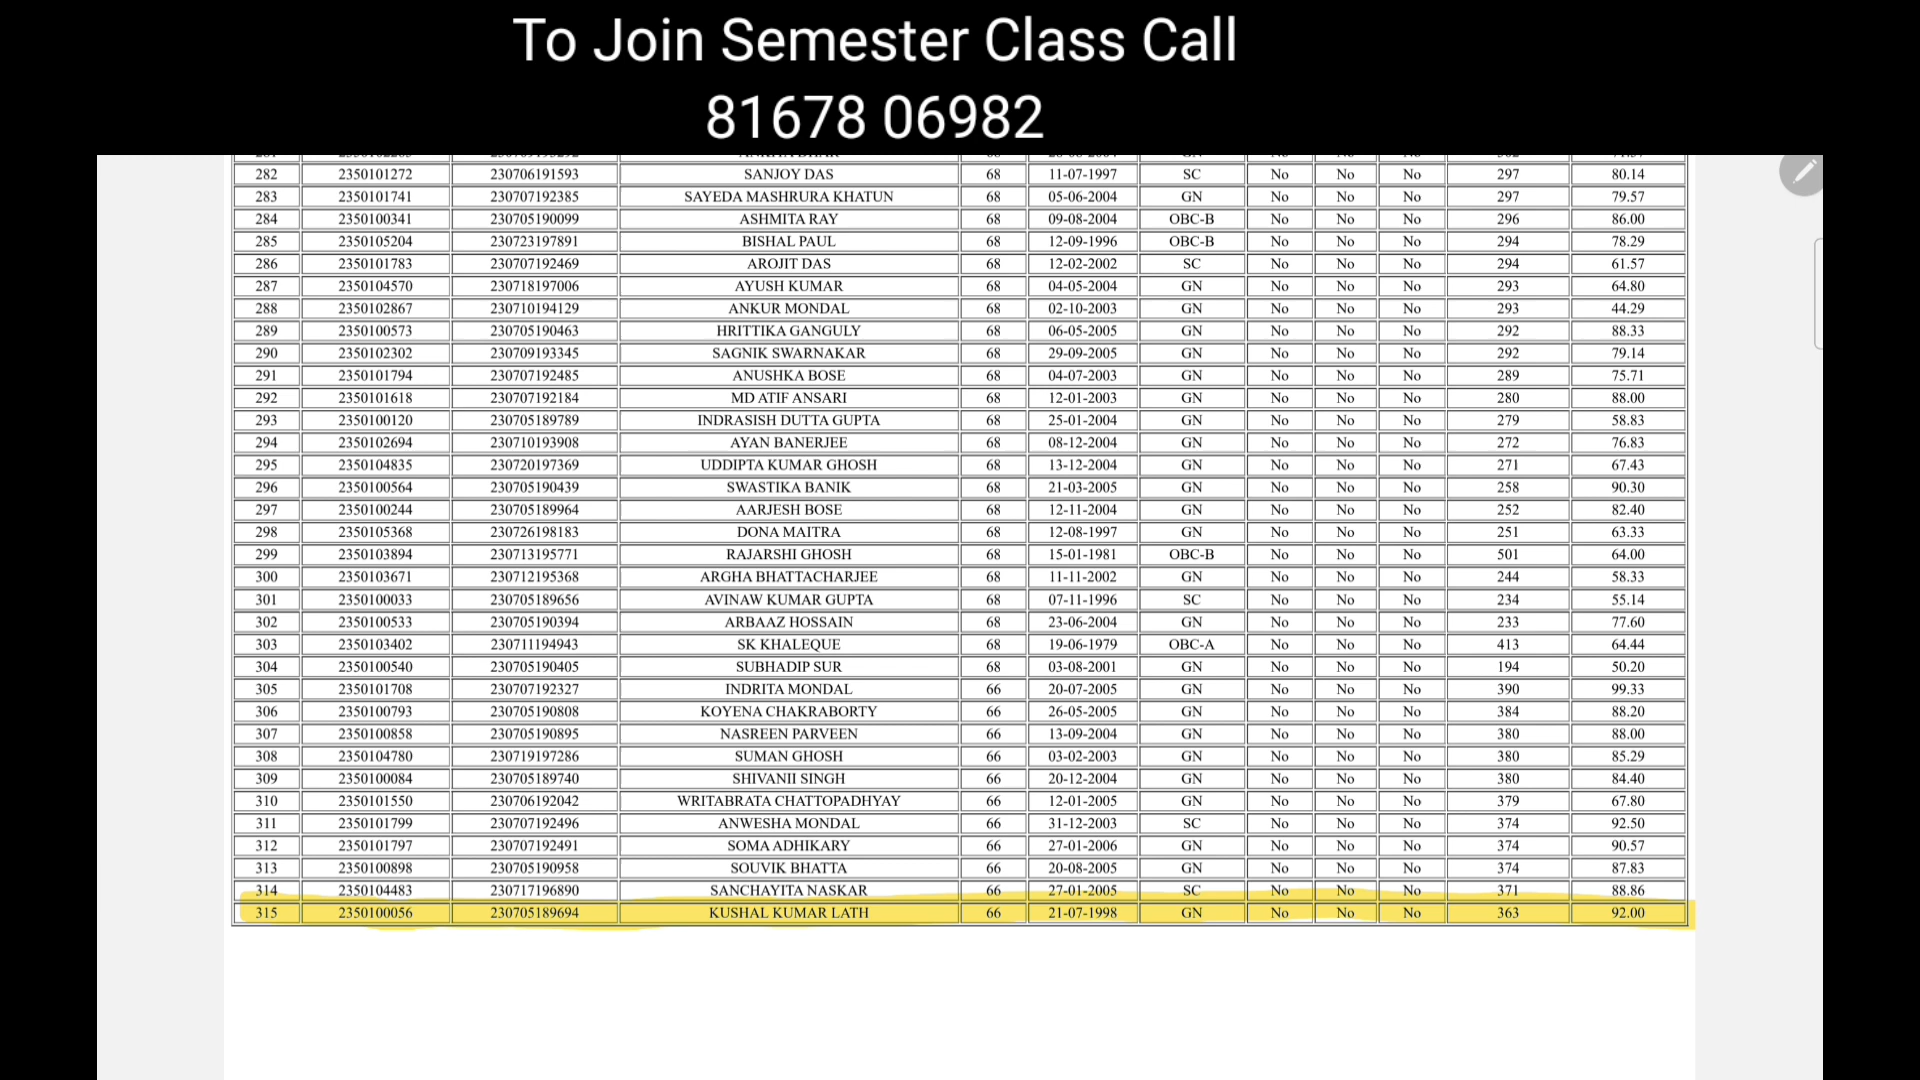 To Join Semester Class Call
81678 06982
282 2350101272 230706191593 SANJOY DAS 68 11-07-1997 SC No No No 297 80.14
283 2350101741 230707192385 SAYEDA MASHRURA KHATUN 68 05-06-2004 GN No No No 297 79.57
284 2350100341 230705190099 ASHMITA RAY 68 09-08-2004 OBC-B No No No 296 86.00
285 2350105204 230723197891 BISHAL PAUL 68 12-09-1996 OBC-B No No No 294 78.29
286 2350101783 230707192469 AROJIT DAS 68 12-02-2002 SC No No No 294 61.57
287 2350104570 230718197006 AYUSH KUMAR 68 04-05-2004 GN No No No 293 64.80
288 2350102867 230710194129 ANKUR MONDAL 68 02-10-2003 GN No No No 293 44.29
289 2350100573 230705190463 HRITTIKA GANGULY 68 06-05-2005 GN No No No 292 88.33
290 2350102302 230709193345 SAGNIK SWARNAKAR 68 29-09-2005 GN No No No 292 79.14
291 2350101794 230707192485 ANUSHKA BOSE 68 04-07-2003 GN No No No 289 75.71
292 2350101618 230707192184 MD ATIF ANSARI 68 12-01-2003 GN No No No 280 88.00
293 2350100120 230705189789 INDRASISH DUTTA GUPTA 68 25-01-2004 GN No No No 279 58.83
294 2350102694 230710193908 AYAN BANERJEE 68 08-12-2004 GN No No No 272 76.83
295 2350104835 230720197369 UDDIPTA KUMAR GHOSH 68 13-12-2004 GN No No No 271 67.43
296 2350100564 230705190439 SWASTIKA BANIK 68 21-03-2005 GN No No No 258 90.30
297 2350100244 230705189964 AARJESH BOSE 68 12-11-2004 GN No No No 252 82.40
298 2350105368 230726198183 DONA MAITRA 68 12-08-1997 GN No No No 251 63.33
299 2350103894 230713195771 RAJARSHI GHOSH 68 15-01-1981 OBC-B No No No 501 64.00
300 2350103671 230712195368 ARGHA BHATTACHARJEE 68 11-11-2002 GN No No No 244 58.33
301 2350100033 230705189656 AVINAW KUMAR GUPTA 68 07-11-1996 SC No No No 234 55.14
302 2350100533 230705190394 ARBAAZ HOSSAIN 68 23-06-2004 GN No No No 233 77.60
303 2350103402 230711194943 SK KHALEQUE 68 19-06-1979 OBC-A No No No 413 64.44
304 2350100540 230705190405 SUBHADIP SUR 68 03-08-2001 GN No No No 194 50.20
305 2350101708 230707192327 INDRITA MONDAL 66 20-07-2005 GN No No No 390 99.33
306 2350100793 230705190808 KOYENA CHAKRABORTY 66 26-05-2005 GN No No No 384 88.20
307 2350100858 230705190895 NASREEN PARVEEN 66 13-09-2004 GN No No No 380 88.00
308 2350104780 230719197286 SUMAN GHOSH 66 03-02-2003 GN No No No 380 85.29
309 2350100084 230705189740 SHIVANII SINGH 66 20-12-2004 GN No No No 380 84.40
310 2350101550 230706192042 WRITABRATA CHATTOPADHYAY 66 12-01-2005 GN No No No 379 67.80
311 2350101799 230707192496 ANWESHA MONDAL 66 31-12-2003 SC No No No 374 92.50
312 2350101797 230707192491 SOMA ADHIKARY 66 27-01-2006 GN No No No 374 90.57
313 2350100898 230705190958 SOUVIK BHATTA 66 20-08-2005 GN No No No 374 87.83
314 2350104483 230717196890 SANCHAYITA NASKAR 66 27-01-2005 SC No No No 371 88.86
315 2350100056 230705189694 KUSHAL KUMAR LATH 66 21-07-1998 GN No No No 363 92.00